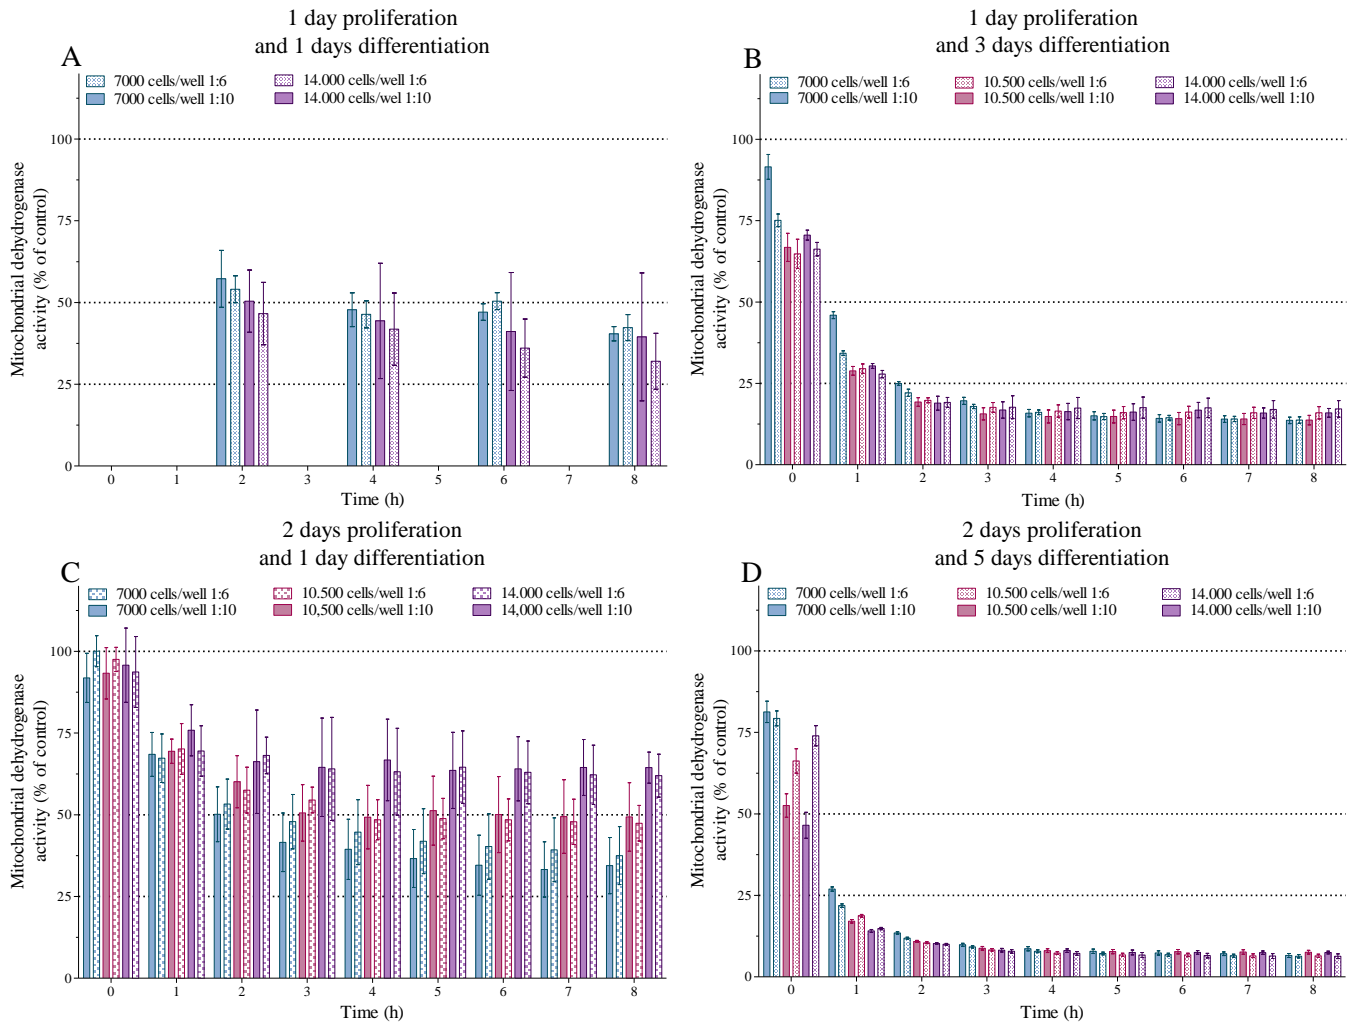 1 day proliferation
and 1 days differentiation
A
7000 cells/well 1:6
14.000 cells/well 1:6
7000 cells/well 1:10
14.000 cells/wel 1:10
Mitochondrial dehydrogenase
activity (% of control)
100
75
50
25
0
0 1 2 3 4 5 6 7 8
Time (h)
1 day proliferation
and 3 days differentiation
B
7000 cells/well 1:6
10.500 cells/well 1:6
14.000 cells/well 1:6
7000 cells/well 1:10
10.500 cells/well 1:10
14.000 cells/well 1:10
Mitochondrial dehydrogenase
activity (% of control)
100
75
50
25
0
0 1 2 3 4 5 6 7 8
Time (h)
2 days proliferation
and 1 day differentiation
C
7000 cells/well 1:6
10.500 cells/well 1:6
14.000 cells/well 1:6
7000 cells/well 1:10
10,500 cells/well 1:10
14,000 cells/well 1:10
Mitochondrial dehydrogenase
activity (% of control)
100
75
50
25
0
0 1 2 3 4 5 6 7 8
Time (h)
2 days proliferation
and 5 days differentiation
D
7000 cells/well 1:6
10.500 cells/well 1:6
14.000 cells/well 1:6
7000 cells/well 1:10
10.500 cells/well 1:10
14.000 cells/well 1:10
Mitochondrial dehydrogenase
activity (% of control)
100
75
50
25
0
0 1 2 3 4 5 6 7 8
Time (h)